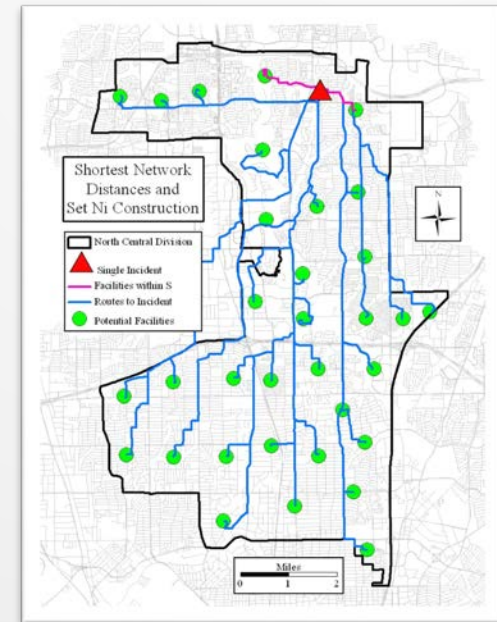 Shortest Network
Distances and
Set Ni Construction
N
North Central Division
Single Incident
Facilities within S
Routes to Incident
Potential Facilities
Miles
0 1 2